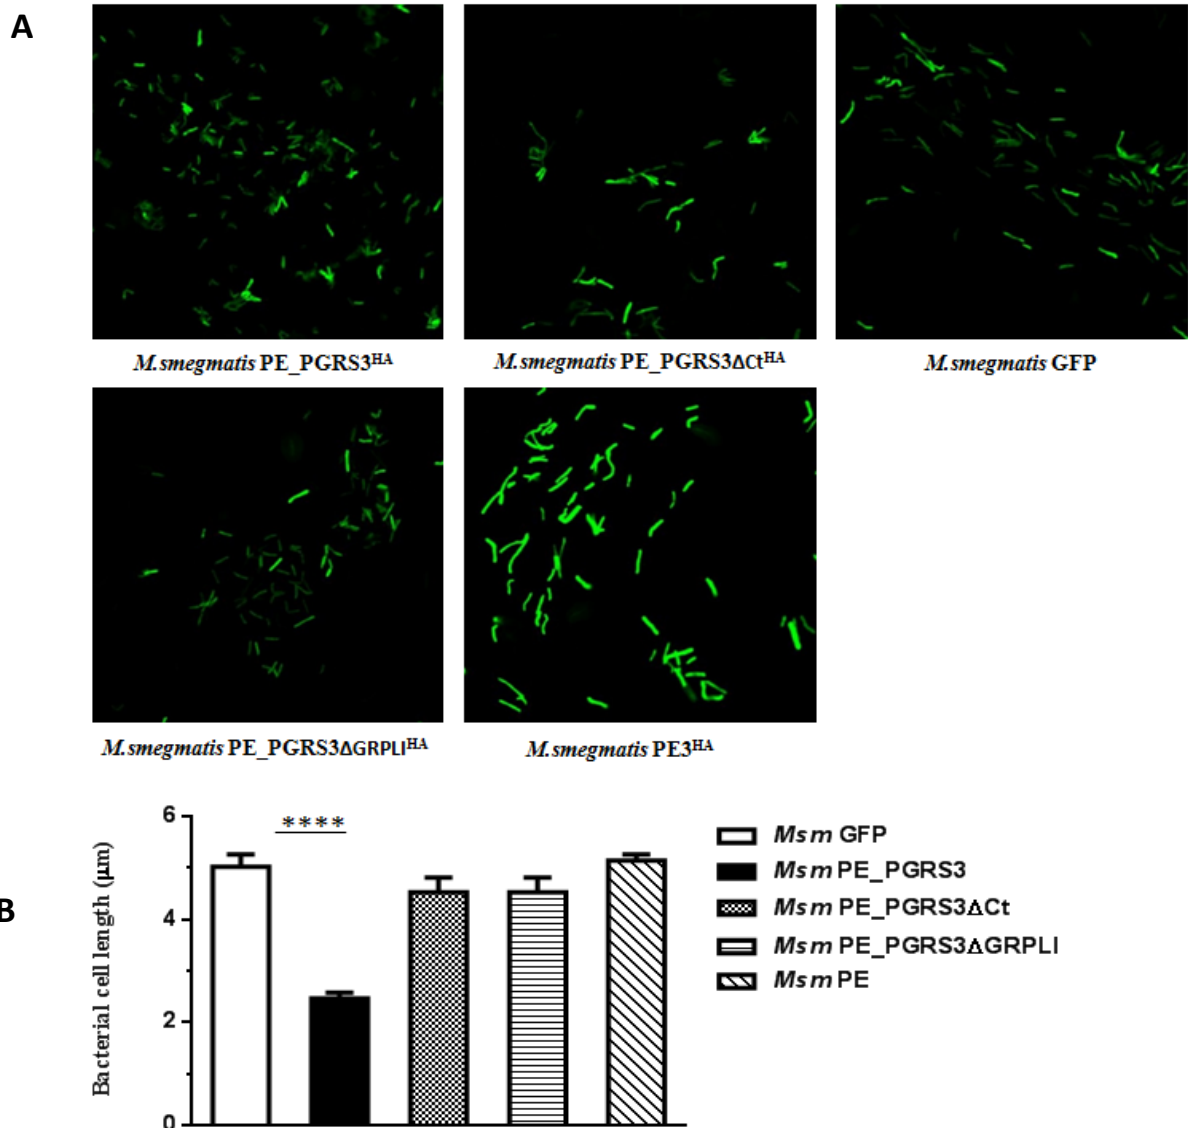 A
M.smegmatis PE_PGRS3HA
M.smegmatis PE_PGRS3ΔCtHA
M.smegmatis GFP
M.smegmatis PE_PGRS3ΔGRPLIHA
M.smegmatis PE3HA
B
Bacterial cell length (μm)
6
4
2
0
****
Msm GFP
Msm PE_PGRS3
Msm PE_PGRS3ΔCt
Msm PE_PGRS3ΔGRPLI
Msm PE